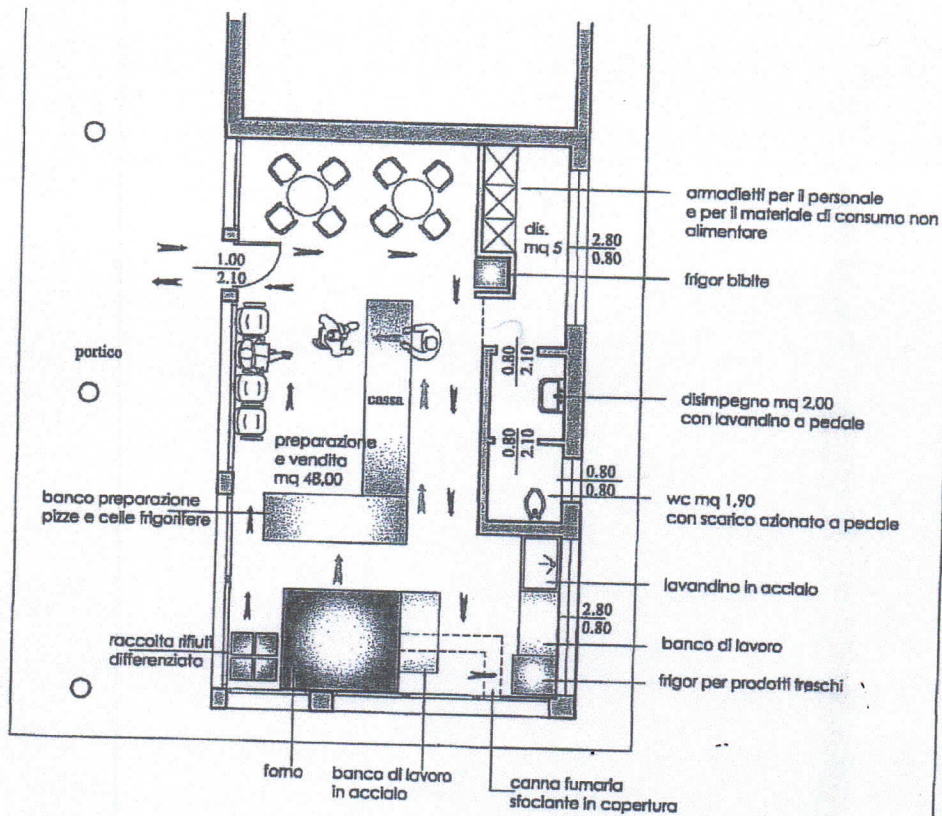 armadietti per il personale
e per il materiale di consumo non
alimentare
dis.
mq 5
2.80
0.80
frigor bibite
1.00
2.10
portico
cassa
0.80
2.10
disimpegno mq 2,00
con lavandino a pedale
0.80
2.10
preparazione
e vendita
mq 48,00
0.80
0.80
wc mq 1,90
con scarico azionato a pedale
banco preparazione
pizze e celle frigorifere
lavandino in acciaio
2.80
0.80
raccolta rifiuti
differenziata
banco di lavoro
frigor per prodotti freschi
forno
banco di lavoro
in acciaio
canna fumaria
sfociante in copertura